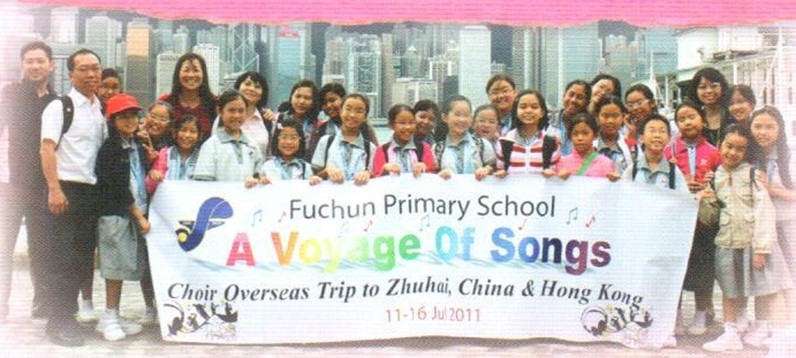 Fuchun Primary School
A Voyage Of Songs
Choir Overseas Trip to Zhuhai, China & Hong Kong
11-16 Jul 2011